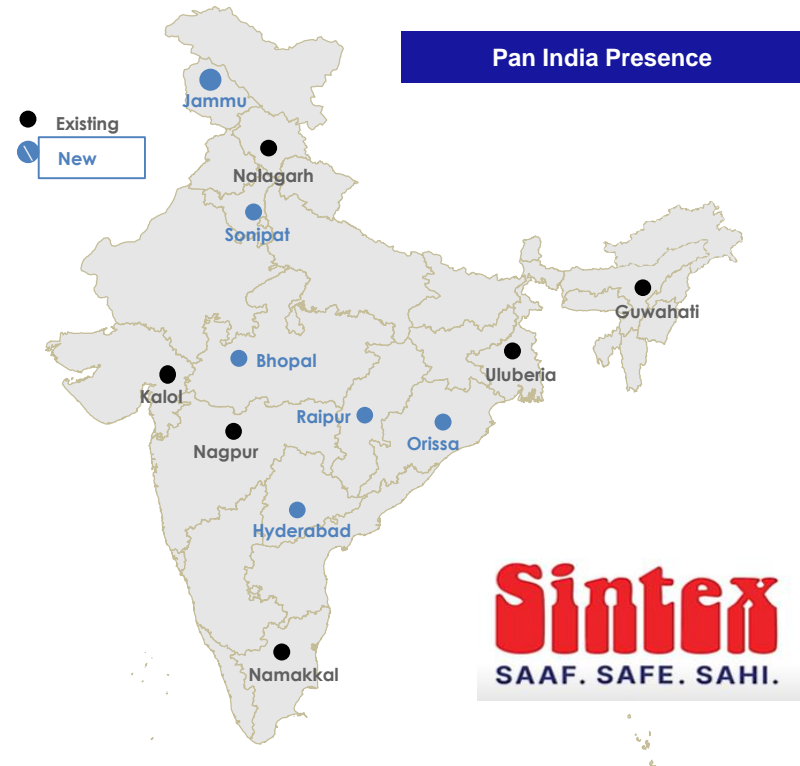 Pan India Presence
Jammu
Existing
New
Nalagarh
Sonipat
Guwahati
Bhopal
Uluberia
Kalol
Raipur
Orissa
Nagpur
Hyderabad
Sintex
SAAF. SAFE. SAHI.
Namakkal